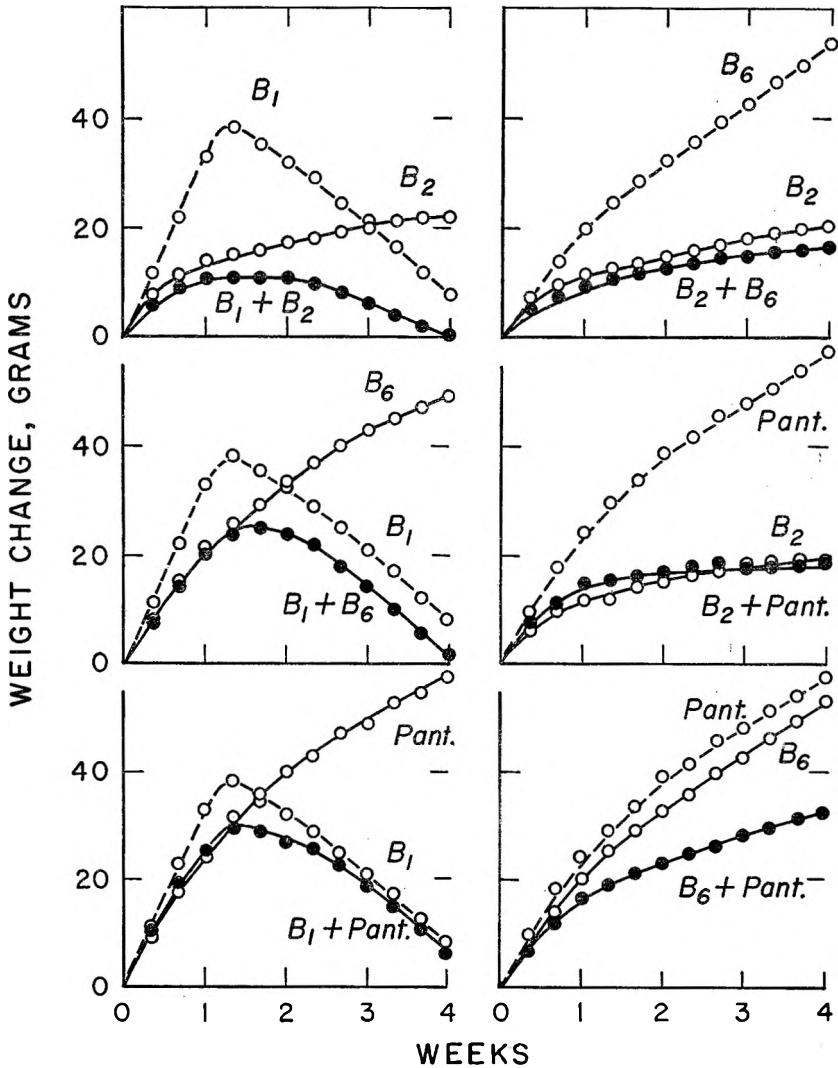 WEIGHT CHANGE, GRAMS
40
20
0
B1
B2
B1 + B2
B6
B2
B2 + B6
40
20
0
B6
B1
B1 + B6
Pant.
B2
B2 + Pant.
40
20
0
Pant.
B1
B1 + Pant.
Pant.
B6
B6 + Pant.
0 1 2 3 4
0 1 2 3 4
WEEKS